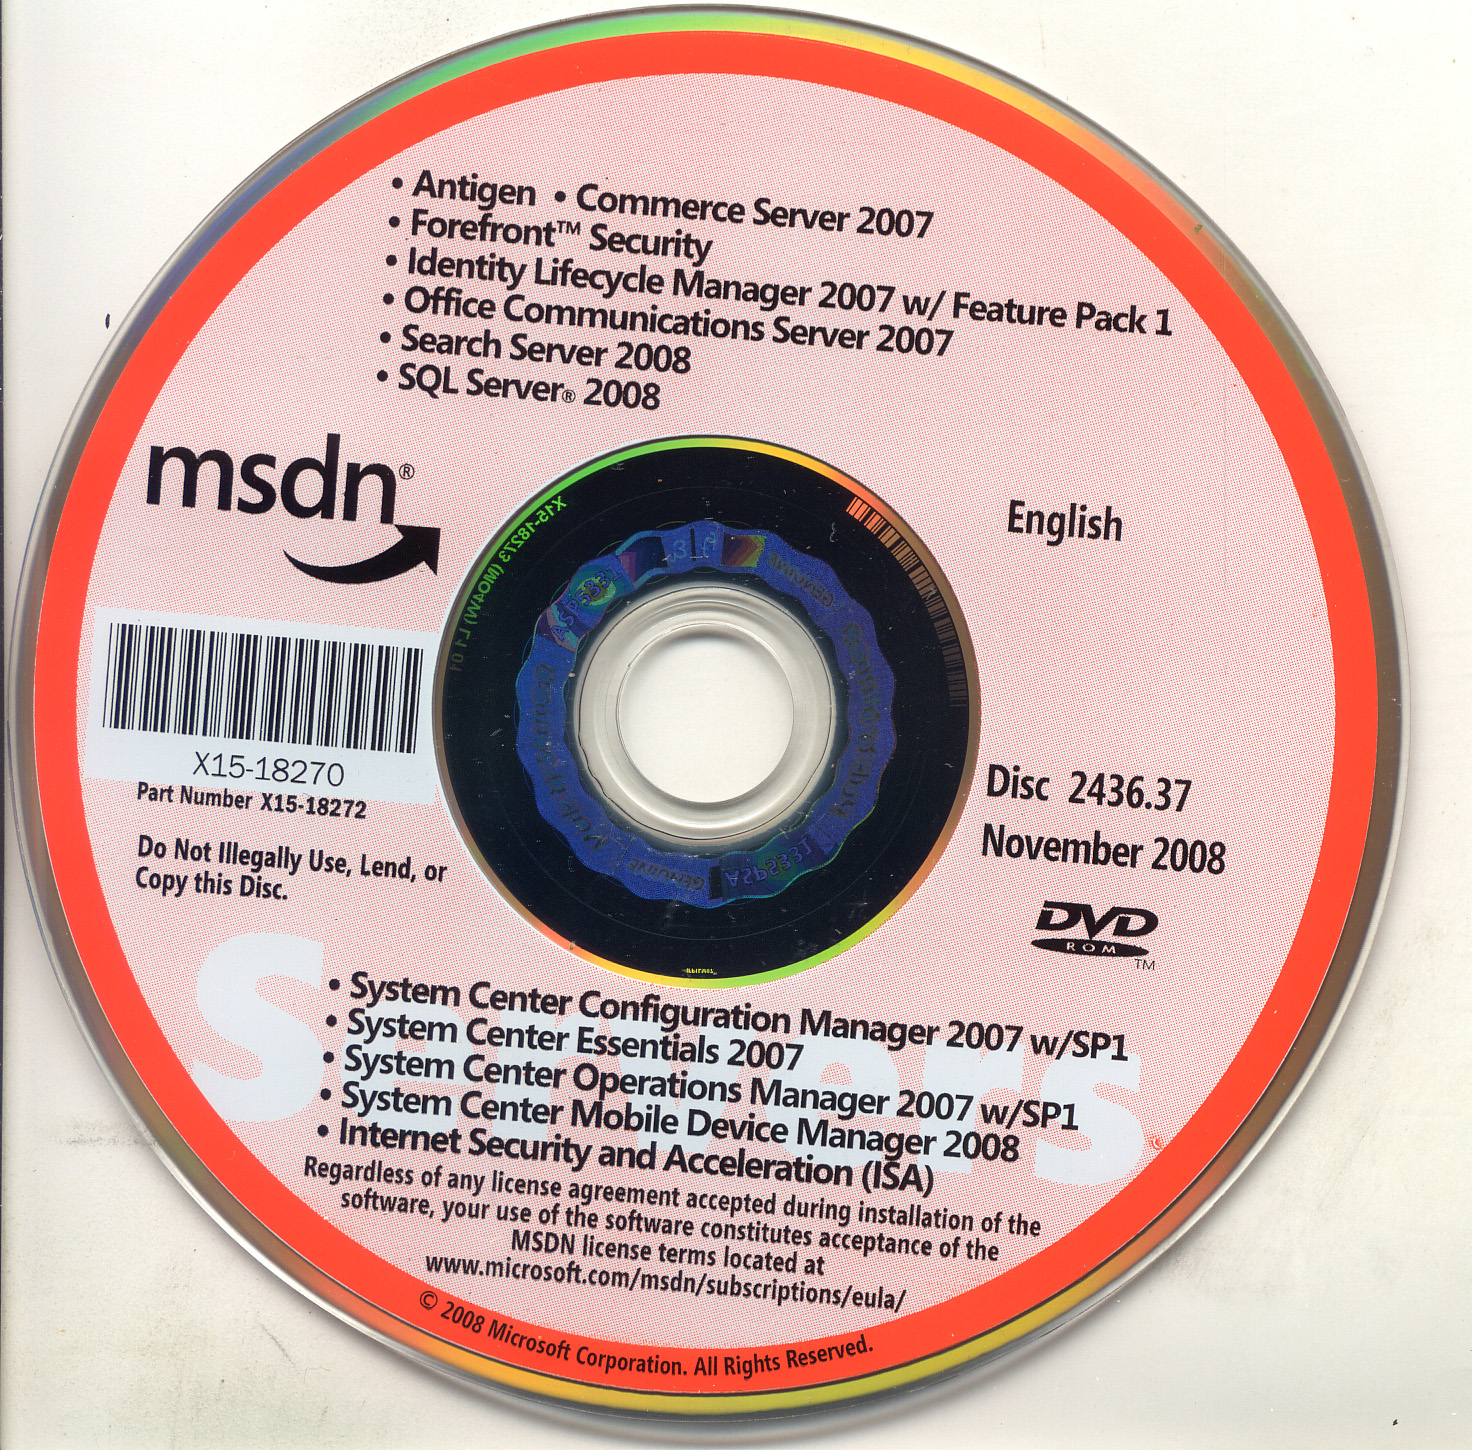 • Antigen • Commerce Server 2007
• Forefront™ Security
• Identity Lifecycle Manager 2007 w/ Feature Pack 1
• Office Communications Server 2007
• Search Server 2008
• SQL Server® 2008
msdn®
English
X15-18273 (MO4W) L1 01
X15-18270
Part Number X15-18272
Do Not Illegally Use, Lend, or
Copy this Disc.
Disc 2436.37
November 2008
DVD
ROM
TM
Servers
• System Center Configuration Manager 2007 w/SP1
• System Center Essentials 2007
• System Center Operations Manager 2007 w/SP1
• System Center Mobile Device Manager 2008
• Internet Security and Acceleration (ISA)
Regardless of any license agreement accepted during installation of the
software, your use of the software constitutes acceptance of the
MSDN license terms located at
www.microsoft.com/msdn/subscriptions/eula/
© 2008 Microsoft Corporation. All Rights Reserved.